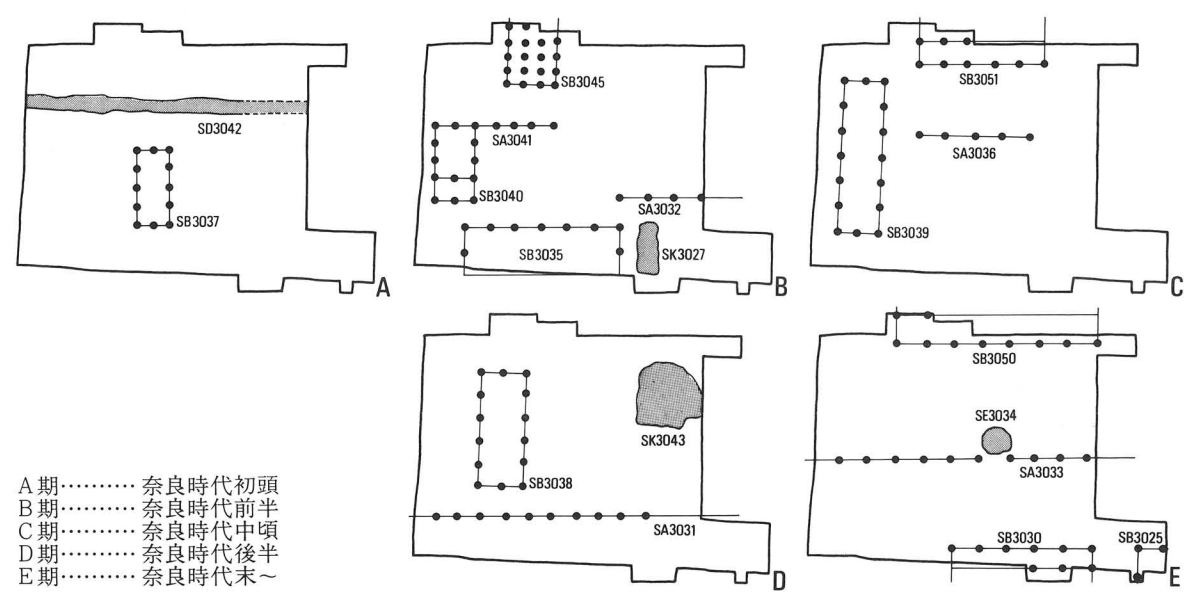 SD3042
SB3037
A
SB3045
SA3041
SB3040
SA3032
SB3035
SK3027
B
SB3051
SA3036
SB3039
C
SK3043
SB3038
SA3031
D
SB3050
SE3034
SA3033
SB3030
SB3025
E
A期………… 奈良時代初頭
B期………… 奈良時代前半
C期………… 奈良時代中頃
D期………… 奈良時代後半
E期………… 奈良時代末~